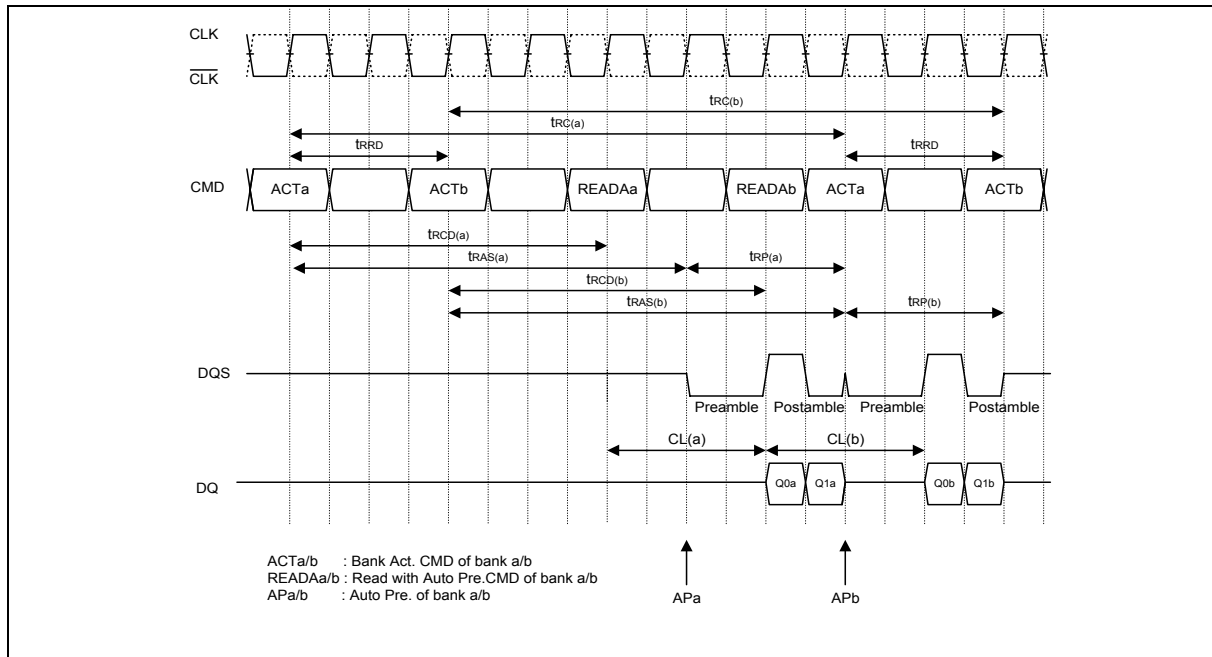 CLK
CLK
tRC(b)
tRC(a)
tRRD tRRD
CMD ACTa ACTb READAa READAb ACTa ACTb
tRCD(a)
tRAS(a) tRP(a)
tRCD(b)
tRAS(b) tRP(b)
DQS
Preamble Postamble Preamble Postamble
CL(a) CL(b)
DQ Q0a Q1a Q0b Q1b
ACTa/b : Bank Act. CMD of bank a/b
READAa/b : Read with Auto Pre.CMD of bank a/b
APa/b : Auto Pre. of bank a/b
APa APb